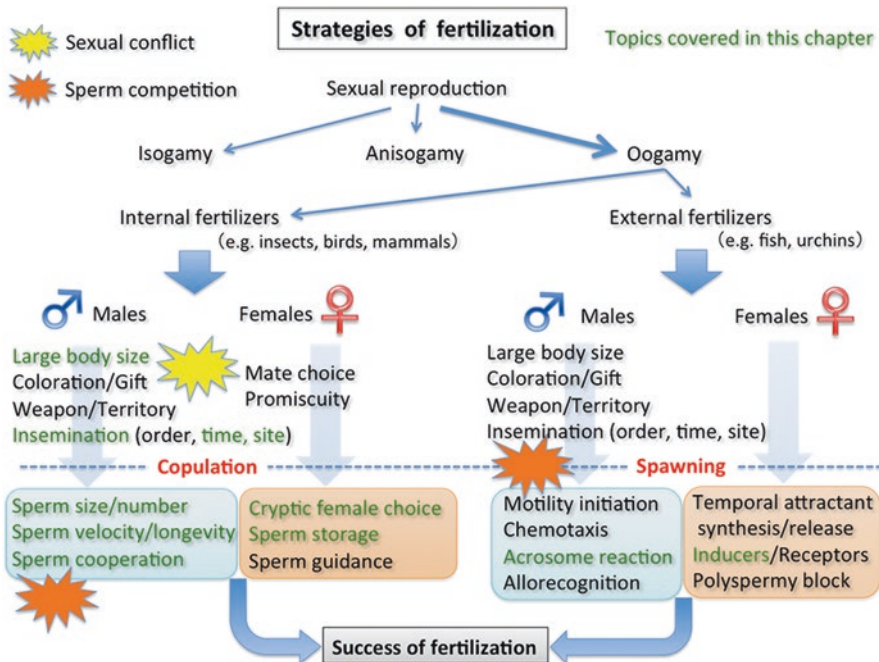 Strategies of fertilization
Sexual conflict
Topics covered in this chapter
Sperm competition
Sexual reproduction
Isogamy
Anisogamy
Oogamy
Internal fertilizers
(e.g. insects, birds, mammals)
External fertilizers
(e.g. fish, urchins)
Males
Females
Large body size
Coloration/Gift
Weapon/Territory
Insemination (order, time, site)
Mate choice
Promiscuity
Copulation
Sperm size/number
Sperm velocity/longevity
Sperm cooperation
Cryptic female choice
Sperm storage
Sperm guidance
Males
Females
Large body size
Coloration/Gift
Weapon/Territory
Insemination (order, time, site)
Spawning
Motility initiation
Chemotaxis
Acrosome reaction
Allorecognition
Temporal attractant
synthesis/release
Inducers/Receptors
Polyspermy block
Success of fertilization